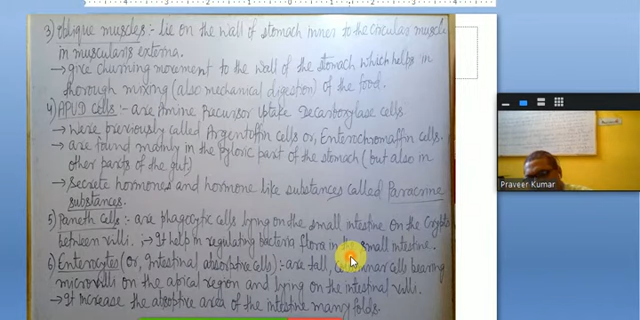 3) Oblique muscles :- lie on the wall of stomach inner to the circular muscle
in muscularis externa.
→ give churning movement to the wall of the stomach which helps in
thorough mixing (also mechanical digestion) of the food.
4) APUD cells :- are Amine Precursor Uptake Decarboxylase cells.
→ were previously called Argentaffin cells or, Enterochromaffin cells.
→ are found mainly in the pyloric part of the stomach (but also in
other parts of the gut)
→ Secrete hormones and hormone like substances called Paracrine
substances.
5) Paneth cells :- are phagocytic cells lying on the small intestine on the crypts
between villi. → It help in regulating bacteria flora in the small intestine.
6) Enterocytes (or, Intestinal absorptive cells) :- are tall, columnar cells bearing
microvilli on the apical region and lying on the intestinal villi.
→ It increase the absorptive area of the intestine many folds.
Praveer Kumar